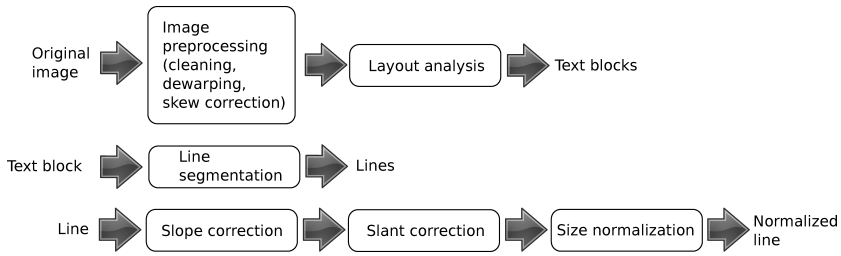 Original
image
Image
preprocessing
(cleaning,
dewarping,
skew correction)
Layout analysis
Text blocks
Text block
Line
segmentation
Lines
Line
Slope correction
Slant correction
Size normalization
Normalized
line